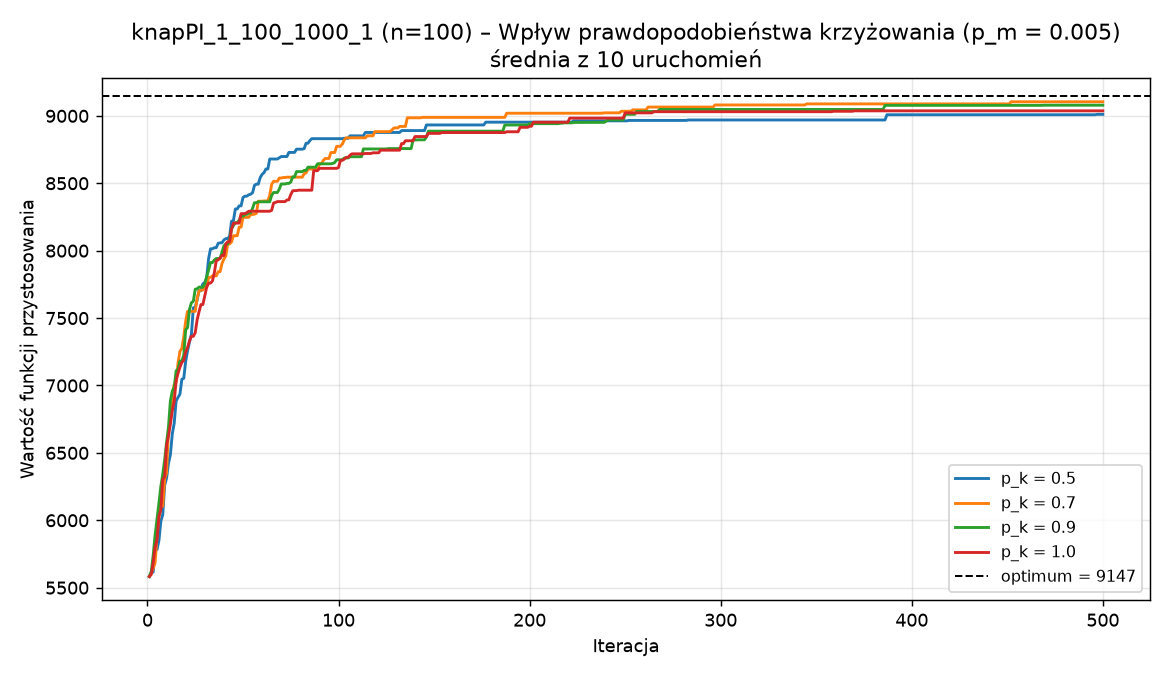 knapPI_1_100_1000_1 (n=100) – Wpływ prawdopodobieństwa krzyżowania (p_m = 0.005)
średnia z 10 uruchomień
Wartość funkcji przystosowania
9000
8500
8000
7500
7000
6500
6000
5500
0
100
200
300
400
500
Iteracja
p_k = 0.5
p_k = 0.7
p_k = 0.9
p_k = 1.0
optimum = 9147